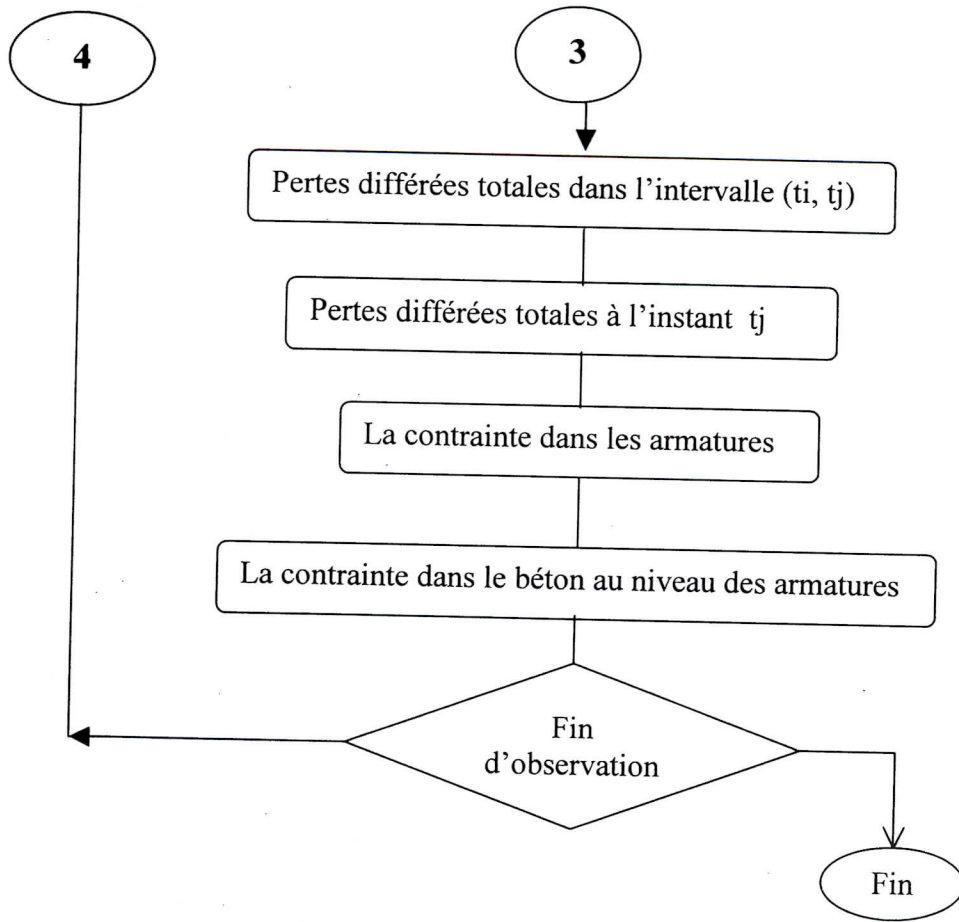 4
3
Pertes différées totales dans l’intervalle (ti, tj)
Pertes différées totales à l’instant tj
La contrainte dans les armatures
La contrainte dans le béton au niveau des armatures
Fin
d’observation
Fin